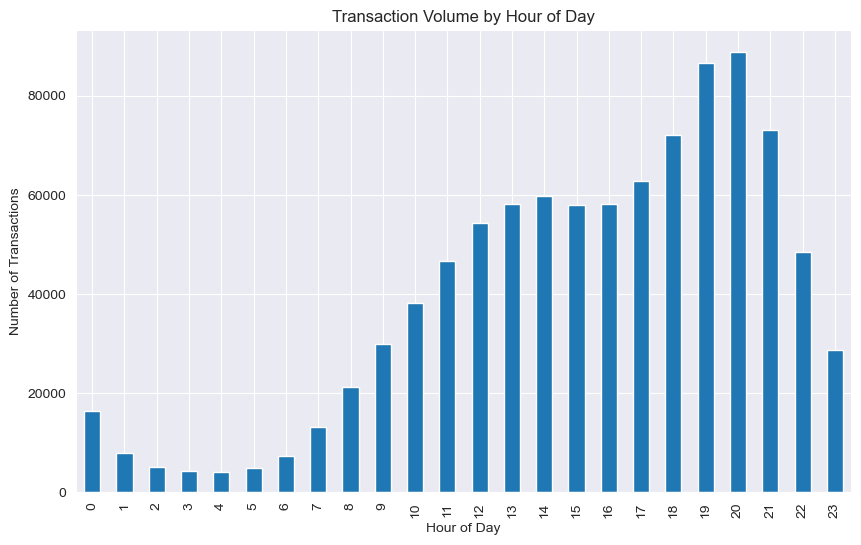 Transaction Volume by Hour of Day
Number of Transactions
80000
60000
40000
20000
0
0 1 2 3 4 5 6 7 8 9 10 11 12 13 14 15 16 17 18 19 20 21 22 23
Hour of Day